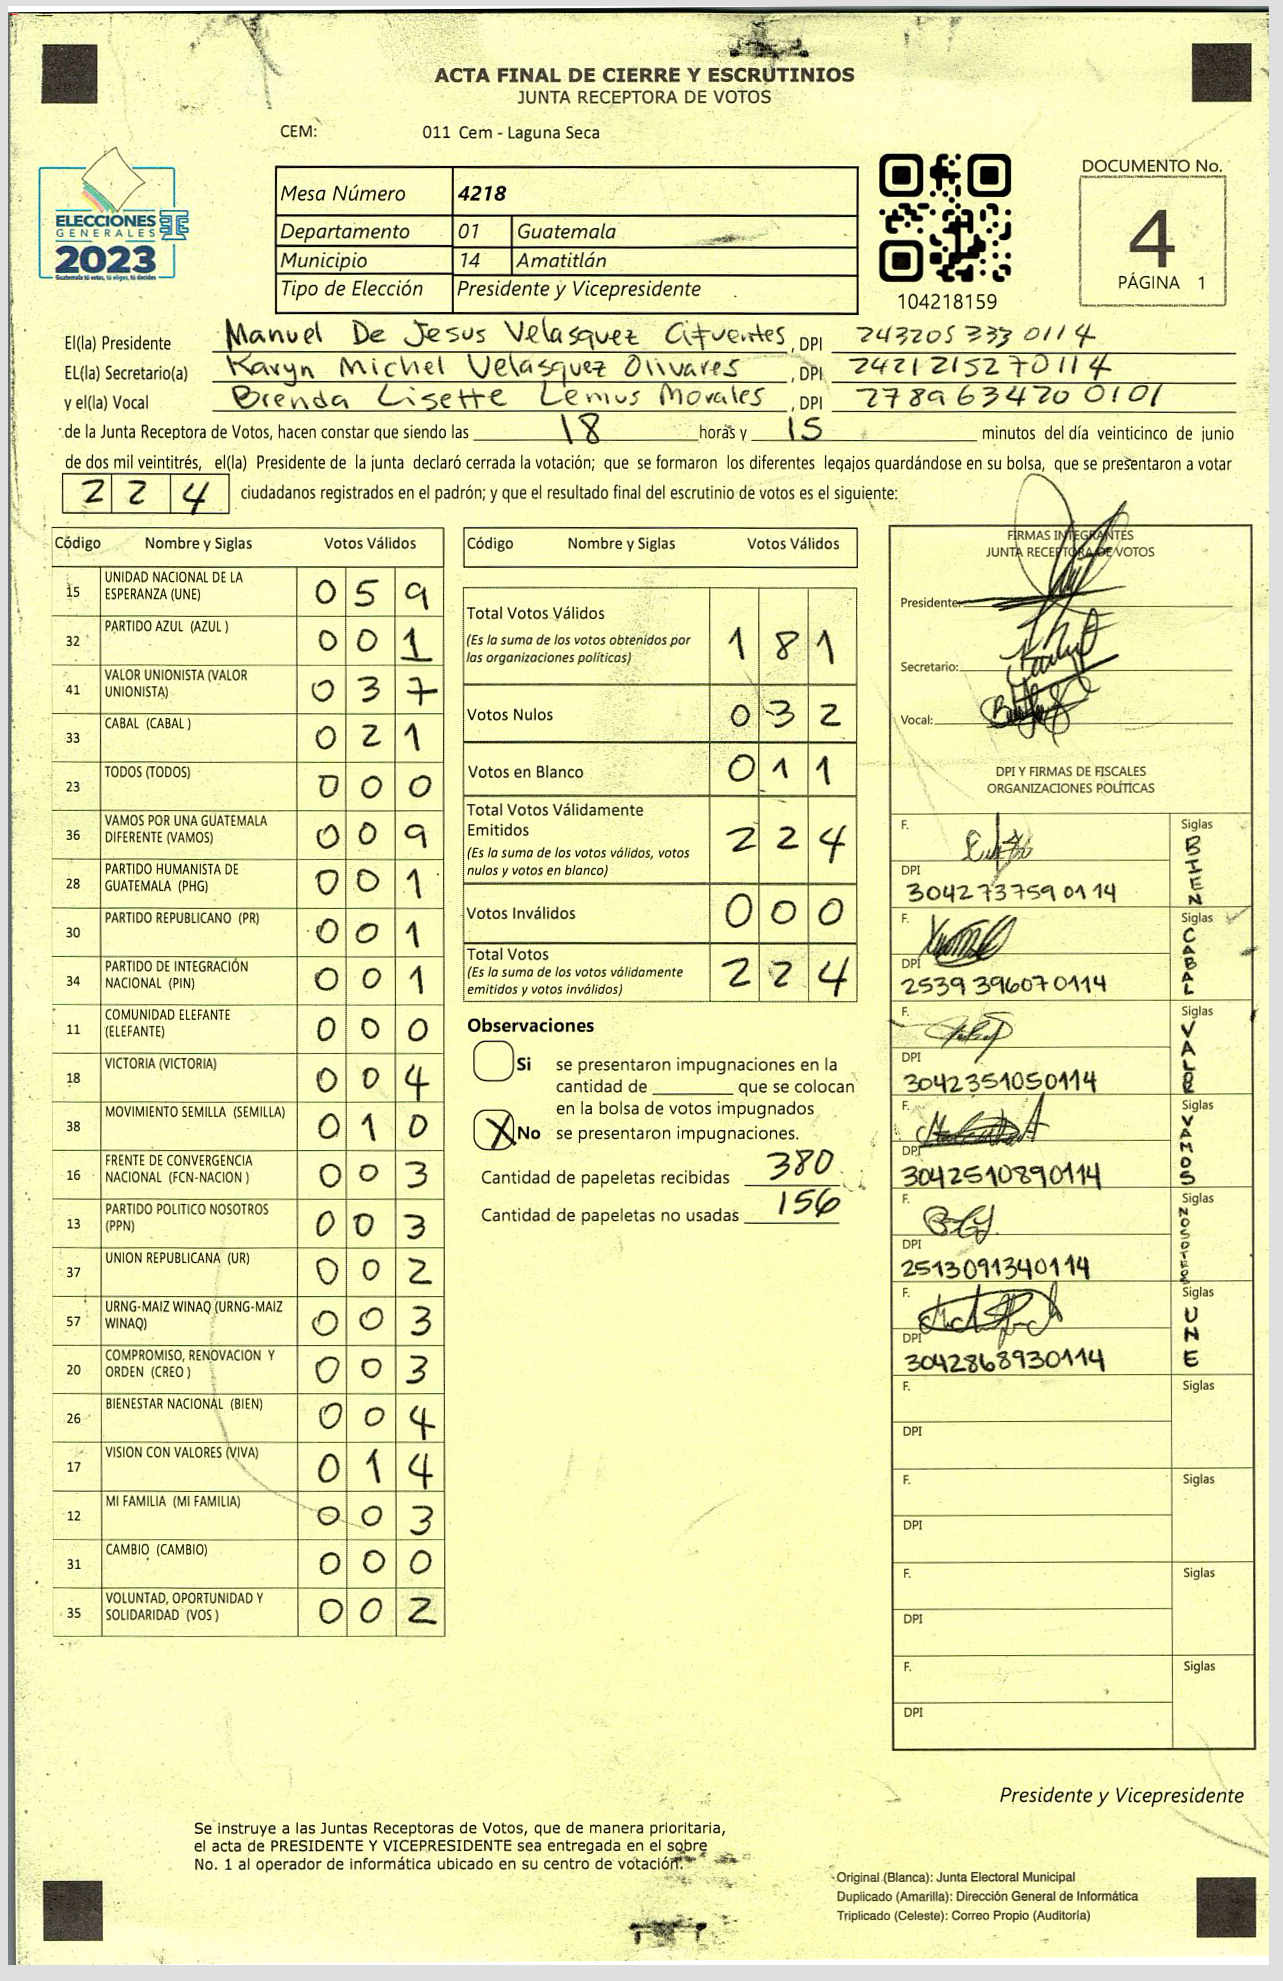 ACTA FINAL DE CIERRE Y ESCRUTINIOS
JUNTA RECEPTORA DE VOTOS
CEM: 011 Cem - Laguna Seca
ELECCIONES
GENERALES
2023
Guatemala tú votas, tú eliges, tú decides
Mesa Número 4218
Departamento 01 Guatemala
Municipio 14 Amatitlán
Tipo de Elección Presidente y Vicepresidente
104218159
DOCUMENTO No.
4
PÁGINA 1
El(la) Presidente Manuel De Jesus Velasquez Cifuentes, DPI 243205333 0114
EL(la) Secretario(a) Karyn Michel Velasquez Olivares, DPI 2421215270114
y el(la) Vocal Brenda Lisette Lemus Morales, DPI 2789634200101
de la Junta Receptora de Votos, hacen constar que siendo las 18 horas y 15 minutos del día veinticinco de junio
de dos mil veintitrés, el(la) Presidente de la junta declaró cerrada la votación; que se formaron los diferentes legajos quardándose en su bolsa, que se presentaron a votar
224 ciudadanos registrados en el padrón; y que el resultado final del escrutinio de votos es el siguiente:
Código Nombre y Siglas Votos Válidos
15 UNIDAD NACIONAL DE LA
ESPERANZA (UNE) 059
32 PARTIDO AZUL (AZUL ) 001
41 VALOR UNIONISTA (VALOR
UNIONISTA) 037
33 CABAL (CABAL ) 021
23 TODOS (TODOS) 000
36 VAMOS POR UNA GUATEMALA
DIFERENTE (VAMOS) 009
28 PARTIDO HUMANISTA DE
GUATEMALA (PHG) 001
30 PARTIDO REPUBLICANO (PR) 001
34 PARTIDO DE INTEGRACIÓN
NACIONAL (PIN) 001
11 COMUNIDAD ELEFANTE
(ELEFANTE) 000
18 VICTORIA (VICTORIA) 004
38 MOVIMIENTO SEMILLA (SEMILLA) 010
16 FRENTE DE CONVERGENCIA
NACIONAL (FCN-NACION ) 003
13 PARTIDO POLITICO NOSOTROS
(PPN) 003
37 UNION REPUBLICANA (UR) 002
57 URNG-MAIZ WINAQ (URNG-MAIZ
WINAQ) 003
20 COMPROMISO, RENOVACION Y
ORDEN (CREO ) 003
26 BIENESTAR NACIONAL (BIEN) 004
17 VISION CON VALORES (VIVA) 014
12 MI FAMILIA (MI FAMILIA) 003
31 CAMBIO (CAMBIO) 000
35 VOLUNTAD, OPORTUNIDAD Y
SOLIDARIDAD (VOS ) 002
Código Nombre y Siglas Votos Válidos
Total Votos Válidos 181
(Es la suma de los votos obtenidos por
las organizaciones políticas)
Votos Nulos 032
Votos en Blanco 011
Total Votos Válidamente
Emitidos 224
(Es la suma de los votos válidos, votos
nulos y votos en blanco)
Votos Inválidos 000
Total Votos 224
(Es la suma de los votos válidamente
emitidos y votos inválidos)
Observaciones
Si se presentaron impugnaciones en la
cantidad de ________ que se colocan
en la bolsa de votos impugnados
X No se presentaron impugnaciones.
Cantidad de papeletas recibidas 380
Cantidad de papeletas no usadas 156
FIRMAS INTEGRANTES
JUNTA RECEPTORA DE VOTOS
Presidente:
Secretario:
Vocal:
DPI Y FIRMAS DE FISCALES
ORGANIZACIONES POLÍTICAS
F. Siglas BIEN
DPI
3042737590114
F. Siglas CABAL
DPI
2539396070114
F. Siglas VALOR
DPI
3042351050114
F. Siglas VAMOS
DPI
3042510890114
F. Siglas NOSOTROS
DPI
2513091340114
F. Siglas UNE
DPI
3042868930114
F. Siglas
DPI
F. Siglas
DPI
F. Siglas
DPI
F. Siglas
DPI
Presidente y Vicepresidente
Se instruye a las Juntas Receptoras de Votos, que de manera prioritaria,
el acta de PRESIDENTE Y VICEPRESIDENTE sea entregada en el sobre
No. 1 al operador de informática ubicado en su centro de votación.
Original (Blanca): Junta Electoral Municipal
Duplicado (Amarilla): Dirección General de Informática
Triplicado (Celeste): Correo Propio (Auditoría)